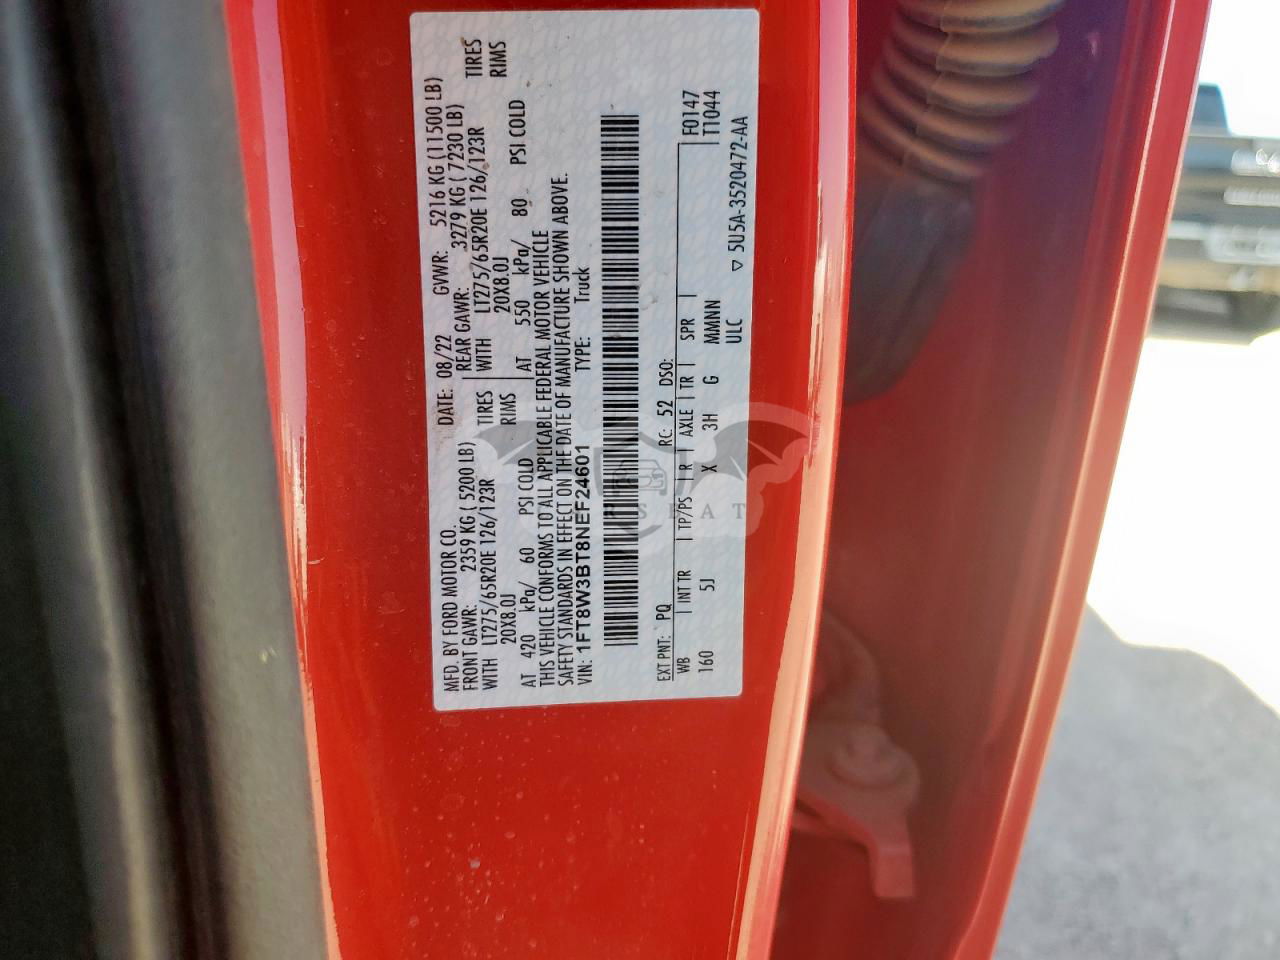 MFD. BY FORD MOTOR CO.
DATE: 08/22 GVWR: 5216 KG (11500 LB)
FRONT GAWR: 2359 KG ( 5200 LB)
REAR GAWR: 3279 KG ( 7230 LB)
WITH LT275/65R20E 126/123R TIRES
WITH LT275/65R20E 126/123R TIRES
20X8.0J RIMS
20X8.0J RIMS
AT 420 kPa/ 60 PSI COLD
AT 550 kPa/ 80 PSI COLD
THIS VEHICLE CONFORMS TO ALL APPLICABLE FEDERAL MOTOR VEHICLE
SAFETY STANDARDS IN EFFECT ON THE DATE OF MANUFACTURE SHOWN ABOVE.
VIN: 1FT8W3BT8NEF24601 TYPE: Truck
EXT PNT: PQ RC: 52 DSO: F0147
WB | INT TR | TP/PS | R | AXLE | TR | SPR | T1044
160 5J X 3H G MMNN
ULC ▽ 5U5A-3520472-AA